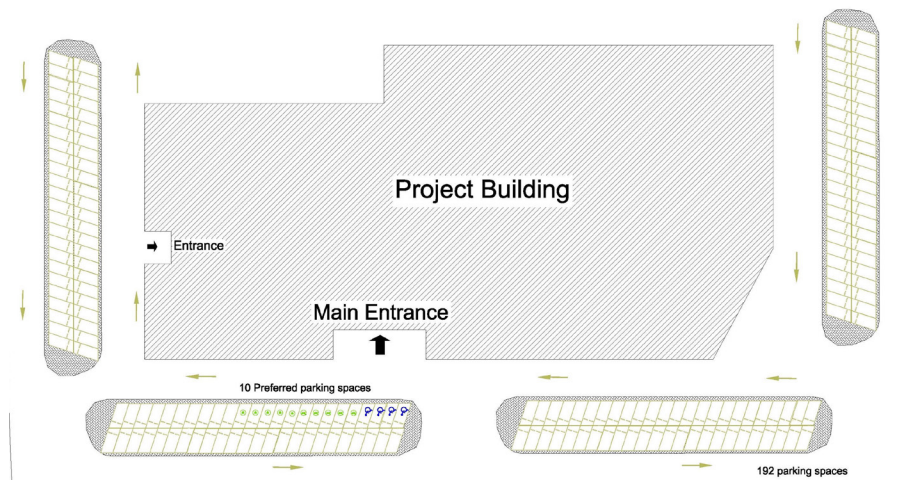 Project Building
Entrance
Main Entrance
10 Preferred parking spaces
192 parking spaces